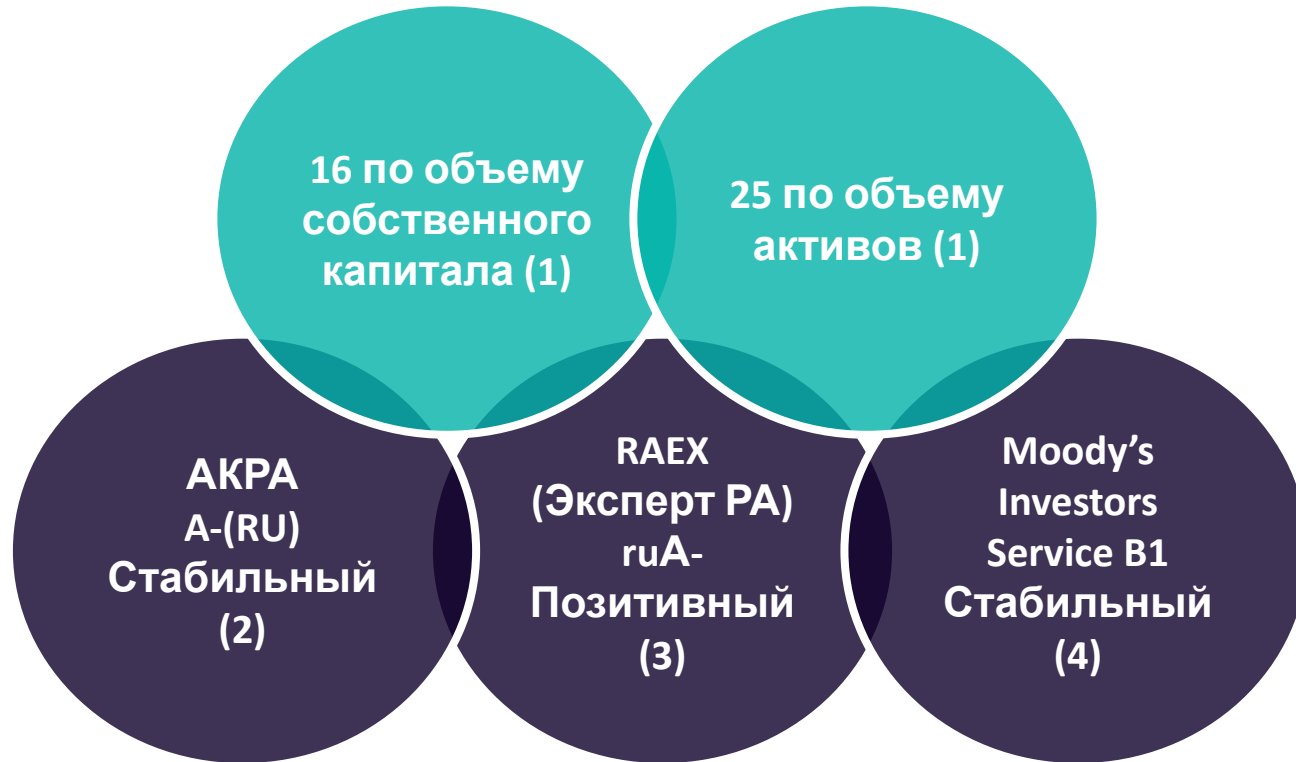 16 по объему
собственного
капитала (1)
25 по объему
активов (1)
АКРА
A-(RU)
Стабильный
(2)
RAEX
(Эксперт РА)
ruА-
Позитивный
(3)
Moody’s
Investors
Service B1
Стабильный
(4)